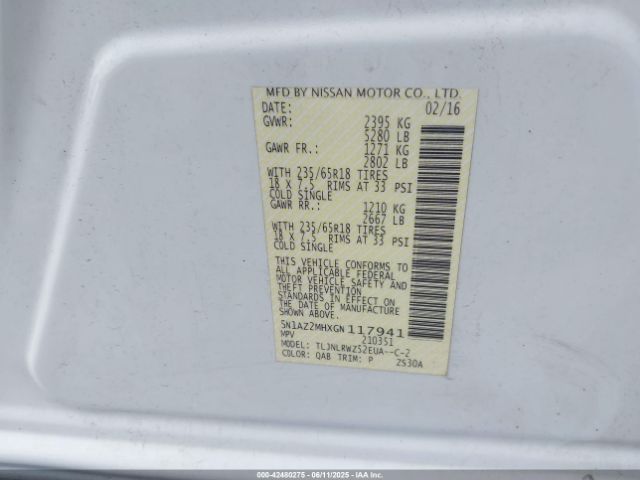 MFD BY NISSAN MOTOR CO., LTD.
DATE: 02/16
GVWR: 2395 KG
5280 LB
GAWR FR.: 1271 KG
2802 LB
WITH 235/65R18 TIRES
18 X 7.5 RIMS AT 33 PSI
COLD SINGLE
GAWR RR.: 1210 KG
2667 LB
WITH 235/65R18 TIRES
18 X 7.5 RIMS AT 33 PSI
COLD SINGLE
THIS VEHICLE CONFORMS TO
ALL APPLICABLE FEDERAL
MOTOR VEHICLE SAFETY AND
THEFT PREVENTION
STANDARDS IN EFFECT ON
THE DATE OF MANUFACTURE
SHOWN ABOVE.
5N1AZ2MHXGN117941
MPV 210351
MODEL: TLJNLRWZ52EUA--C-2
COLOR: QAB TRIM: P ZS30A
000-42480275 - 06/11/2025 - IAAI Inc.